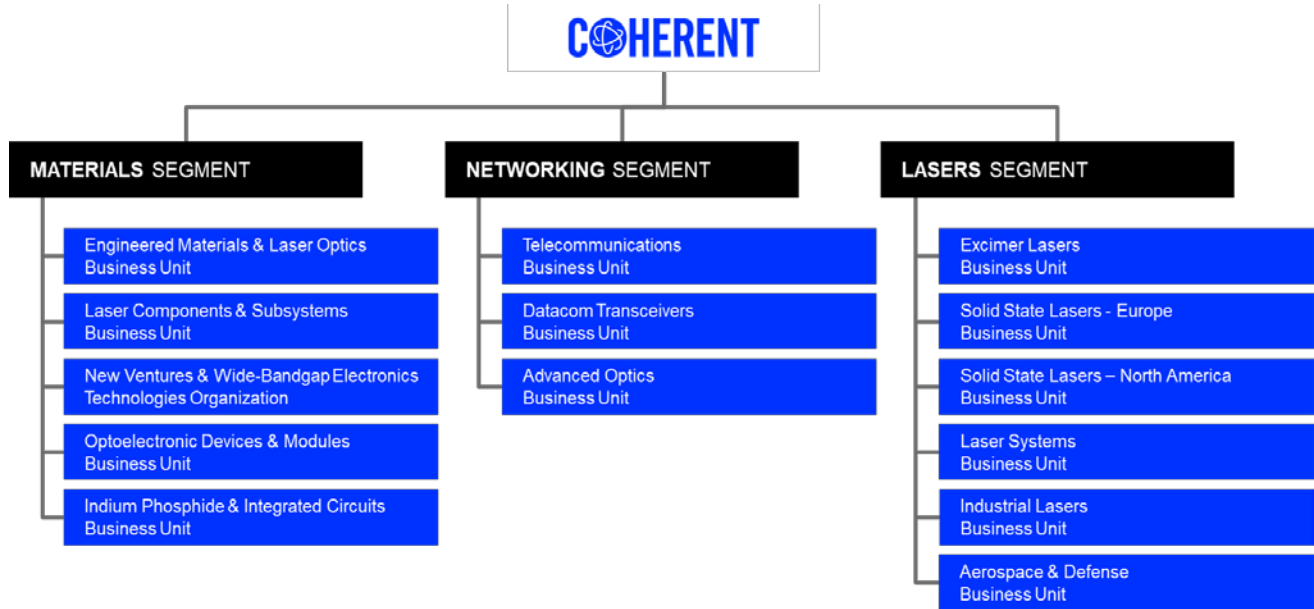 COHERENT
MATERIALS SEGMENT
Engineered Materials & Laser Optics
Business Unit
Laser Components & Subsystems
Business Unit
New Ventures & Wide-Bandgap Electronics
Technologies Organization
Optoelectronic Devices & Modules
Business Unit
Indium Phosphide & Integrated Circuits
Business Unit
NETWORKING SEGMENT
Telecommunications
Business Unit
Datacom Transceivers
Business Unit
Advanced Optics
Business Unit
LASERS SEGMENT
Excimer Lasers
Business Unit
Solid State Lasers - Europe
Business Unit
Solid State Lasers – North America
Business Unit
Laser Systems
Business Unit
Industrial Lasers
Business Unit
Aerospace & Defense
Business Unit